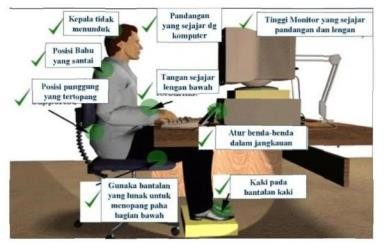 Kepala tidak
menunduk
Pandangan
yang sejajar dg
komputer
Tinggi Monitor yang sejajar
pandangan dan lengan
Posisi Bahu
yang santai
Posisi punggung
yang tertopang
Tangan sejajar
lengan bawah
Atur benda-benda
dalam jangkauan
Gunaka bantalan
yang lunak untuk
menopang paha
bagian bawah
Kaki pada
bantalan kaki